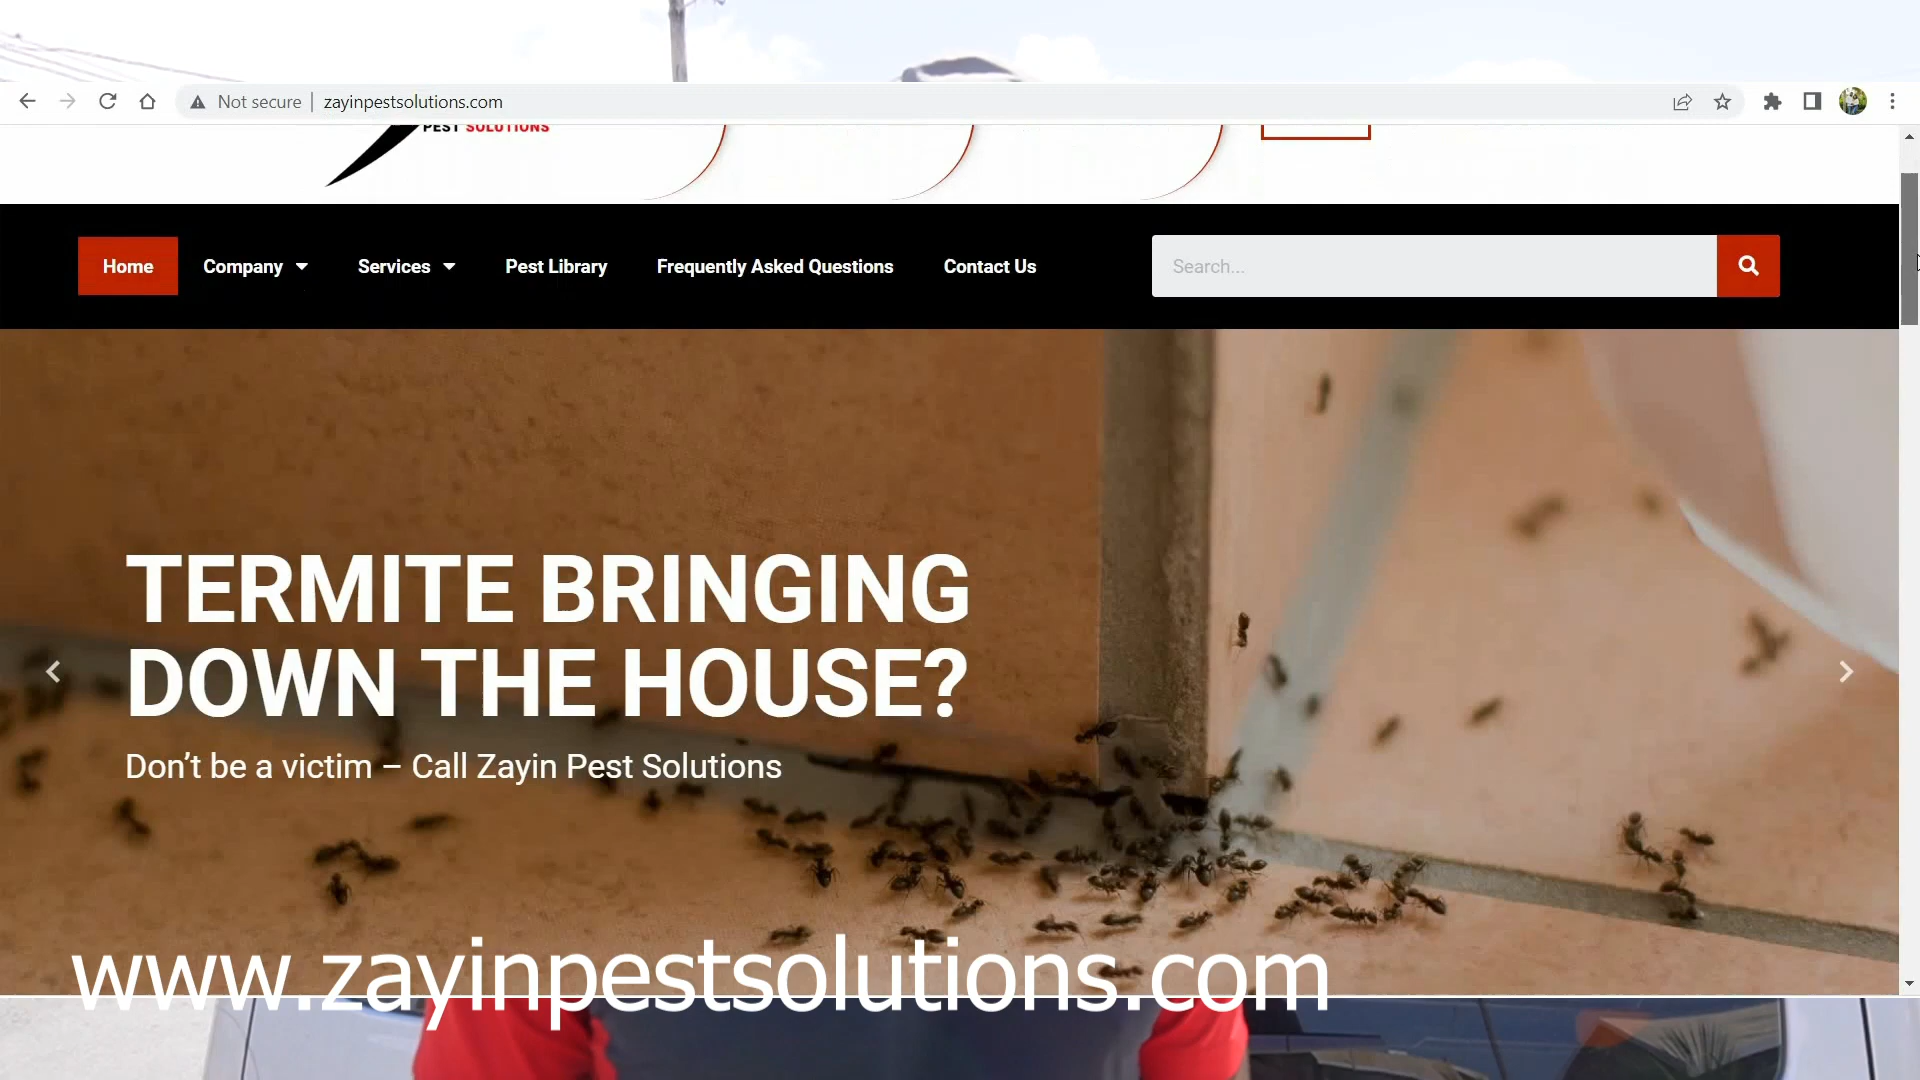 Not secure
zayinpestsolutions.com
PEST SOLUTIONS
Home
Company
Services
Pest Library
Frequently Asked Questions
Contact Us
Search...
TERMITE BRINGING
DOWN THE HOUSE?
Don’t be a victim – Call Zayin Pest Solutions
www.zayinpestsolutions.com